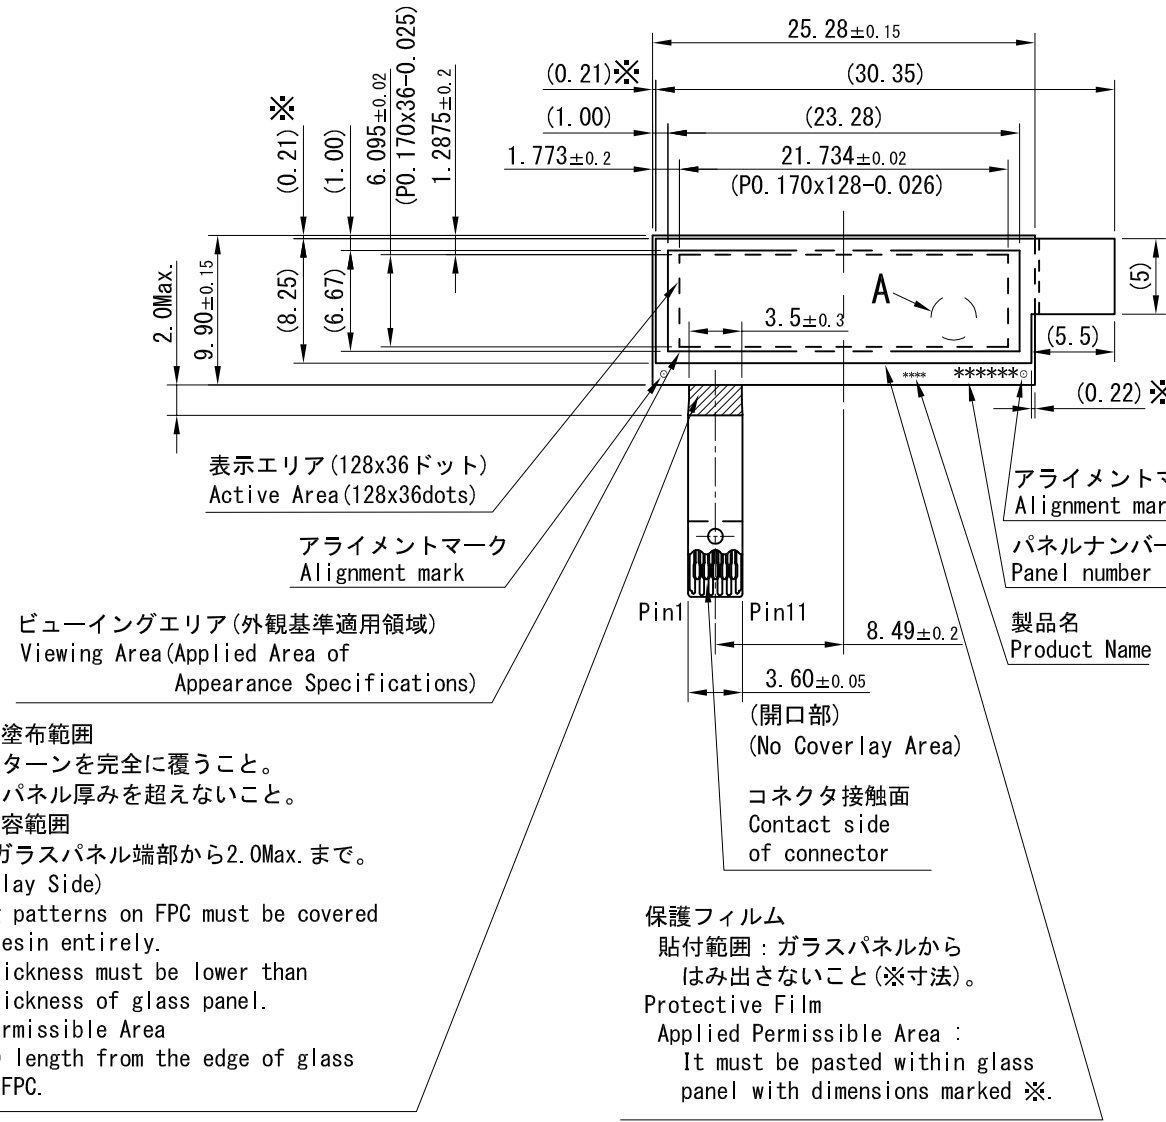 25.28±0.15
(0.21)※
(30.35)
(1.00)
(23.28)
1.773±0.2
21.734±0.02
(P0.170x128-0.026)
(0.21)※
(1.00)
6.095±0.02
(P0.170x36-0.025)
1.2875±0.2
2.0Max.
9.90±0.15
(8.25)
(6.67)
A
3.5±0.3
(5)
(5.5)
**** ******
(0.22)※
表示エリア(128x36ドット)
Active Area(128x36dots)
アライメントマーク
Alignment mark
アライメントマ
Alignment mar
パネルナンバー
Panel number
製品名
Product Name
ビューイングエリア(外観基準適用領域)
Viewing Area(Applied Area of
Appearance Specifications)
Pin1
Pin11
8.49±0.2
3.60±0.05
(開口部)
(No Coverlay Area)
コネクタ接触面
Contact side
of connector
塗布範囲
ターンを完全に覆うこと。
パネル厚みを超えないこと。
容範囲
ガラスパネル端部から2.0Max.まで。
lay Side)
patterns on FPC must be covered
esin entirely.
ickness must be lower than
ickness of glass panel.
rmissible Area
length from the edge of glass
FPC.
保護フィルム
貼付範囲：ガラスパネルから
はみ出さないこと(※寸法)。
Protective Film
Applied Permissible Area :
It must be pasted within glass
panel with dimensions marked ※.